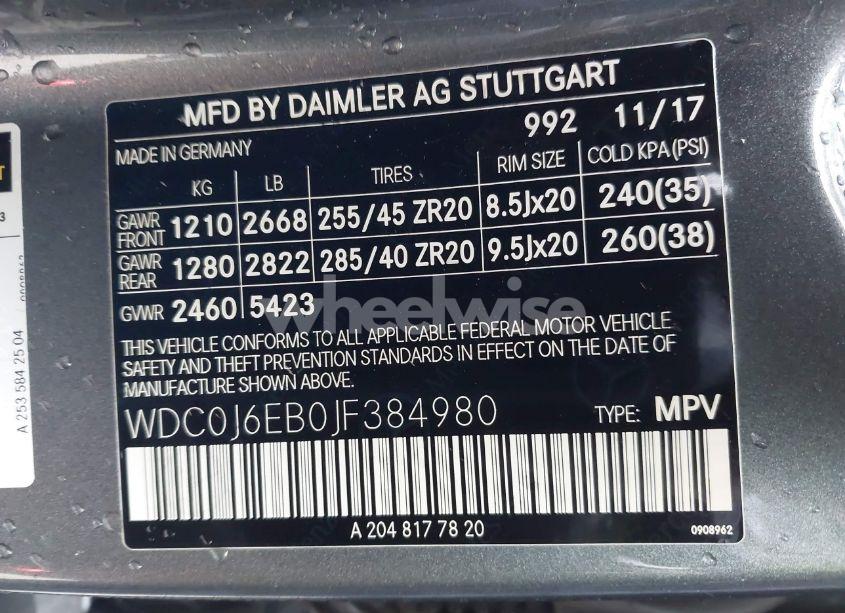 MFD BY DAIMLER AG STUTTGART
992 11/17
MADE IN GERMANY
KG LB TIRES RIM SIZE COLD KPA(PSI)
GAWR FRONT 1210 2668 255/45 ZR20 8.5Jx20 240(35)
GAWR REAR 1280 2822 285/40 ZR20 9.5Jx20 260(38)
GVWR 2460 5423
wheelwise
THIS VEHICLE CONFORMS TO ALL APPLICABLE FEDERAL MOTOR VEHICLE
SAFETY AND THEFT PREVENTION STANDARDS IN EFFECT ON THE DATE OF
MANUFACTURE SHOWN ABOVE.
WDC0J6EB0JF384980 TYPE: MPV
A 204 817 78 20
0908962
A 253 584 25 04